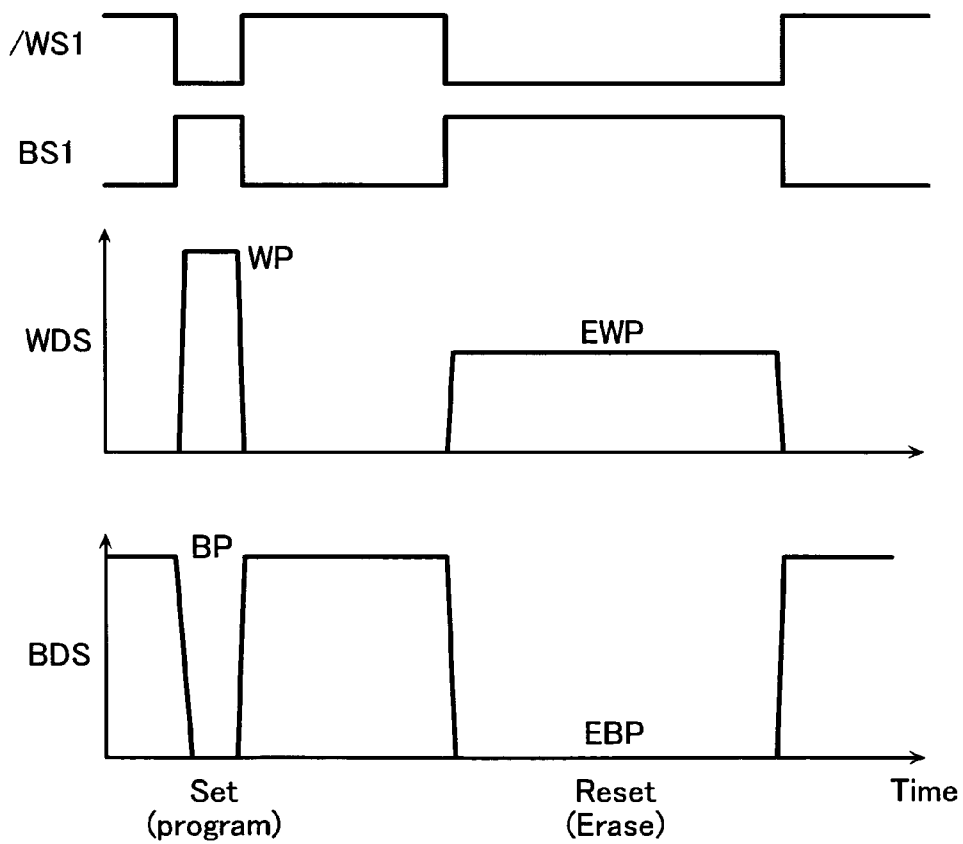 /WS1
BS1
WP
WDS
EWP
BP
BDS
EBP
Set
(program)
Reset
(Erase)
Time